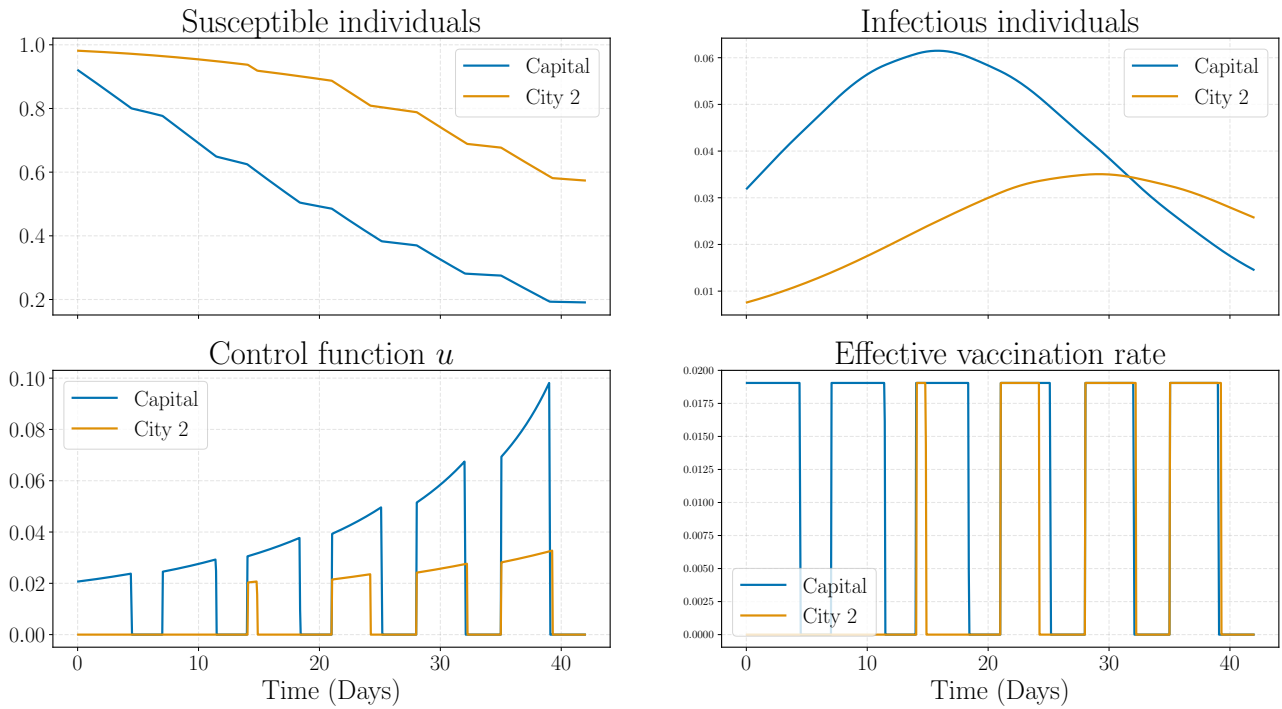 Susceptible individuals
1.0
0.8
0.6
0.4
0.2
Capital
City 2
Infectious individuals
0.06
0.05
0.04
0.03
0.02
0.01
Capital
City 2
Control function u
0.10
0.08
0.06
0.04
0.02
0.00
Capital
City 2
0 10 20 30 40
Time (Days)
Effective vaccination rate
0.0200
0.0175
0.0150
0.0125
0.0100
0.0075
0.0050
0.0025
0.0000
Capital
City 2
0 10 20 30 40
Time (Days)